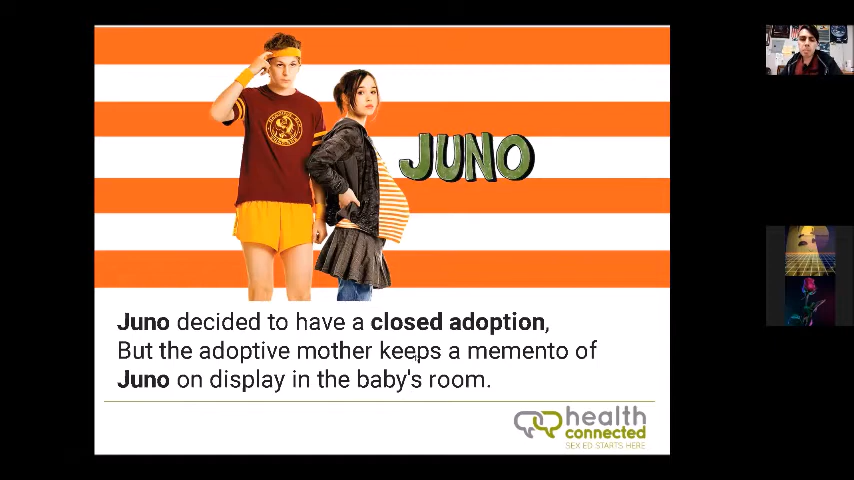 JUNO
Juno decided to have a closed adoption,
But the adoptive mother keeps a memento of
Juno on display in the baby's room.
health
connected
SEX ED STARTS HERE